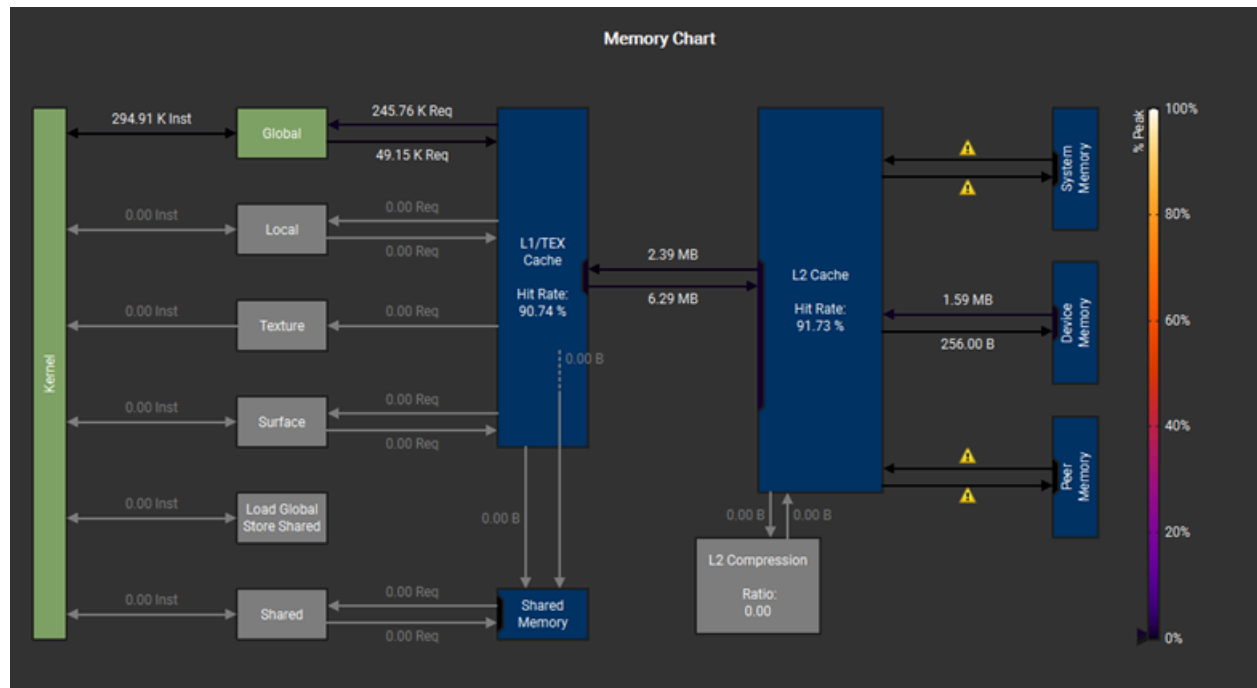 Memory Chart
Kernel
294.91 K Inst
Global
245.76 K Req
49.15 K Req
0.00 Inst
Local
0.00 Req
0.00 Req
0.00 Inst
Texture
0.00 Req
0.00 Inst
Surface
0.00 Req
0.00 Req
0.00 Inst
Load Global
Store Shared
0.00 Inst
Shared
0.00 Req
0.00 Req
L1/TEX
Cache
Hit Rate:
90.74 %
0.00 B
0.00 B
Shared
Memory
2.39 MB
6.29 MB
L2 Cache
Hit Rate:
91.73 %
0.00 B
0.00 B
L2 Compression
Ratio:
0.00
System
Memory
1.59 MB
256.00 B
Device
Memory
Peer
Memory
% Peak
100%
80%
60%
40%
20%
0%